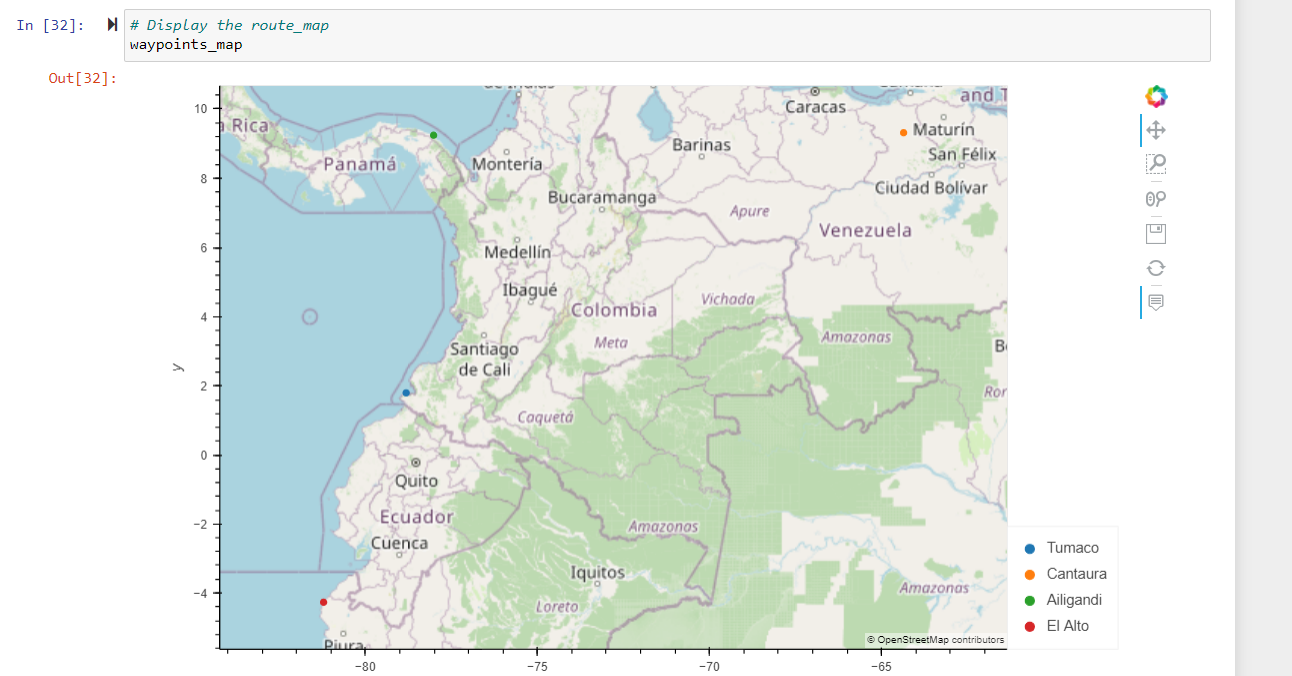 In [32]:
# Display the route_map
waypoints_map
Out[32]:
de Indias
Caracas
and T
a Rica
Maturín
Barinas
Panamá
Montería
San Félix
Ciudad Bolívar
Bucaramanga
Apure
Venezuela
Medellín
Ibagué
Vichada
Colombia
Amazonas
Meta
Santiago
de Cali
B
Ror
Caquetá
Quito
Ecuador
Amazonas
Cuenca
Iquitos
Amazonas
Loreto
Piura
© OpenStreetMap contributors
10
8
6
4
2
0
−2
−4
y
−80
−75
−70
−65
Tumaco
Cantaura
Ailigandi
El Alto